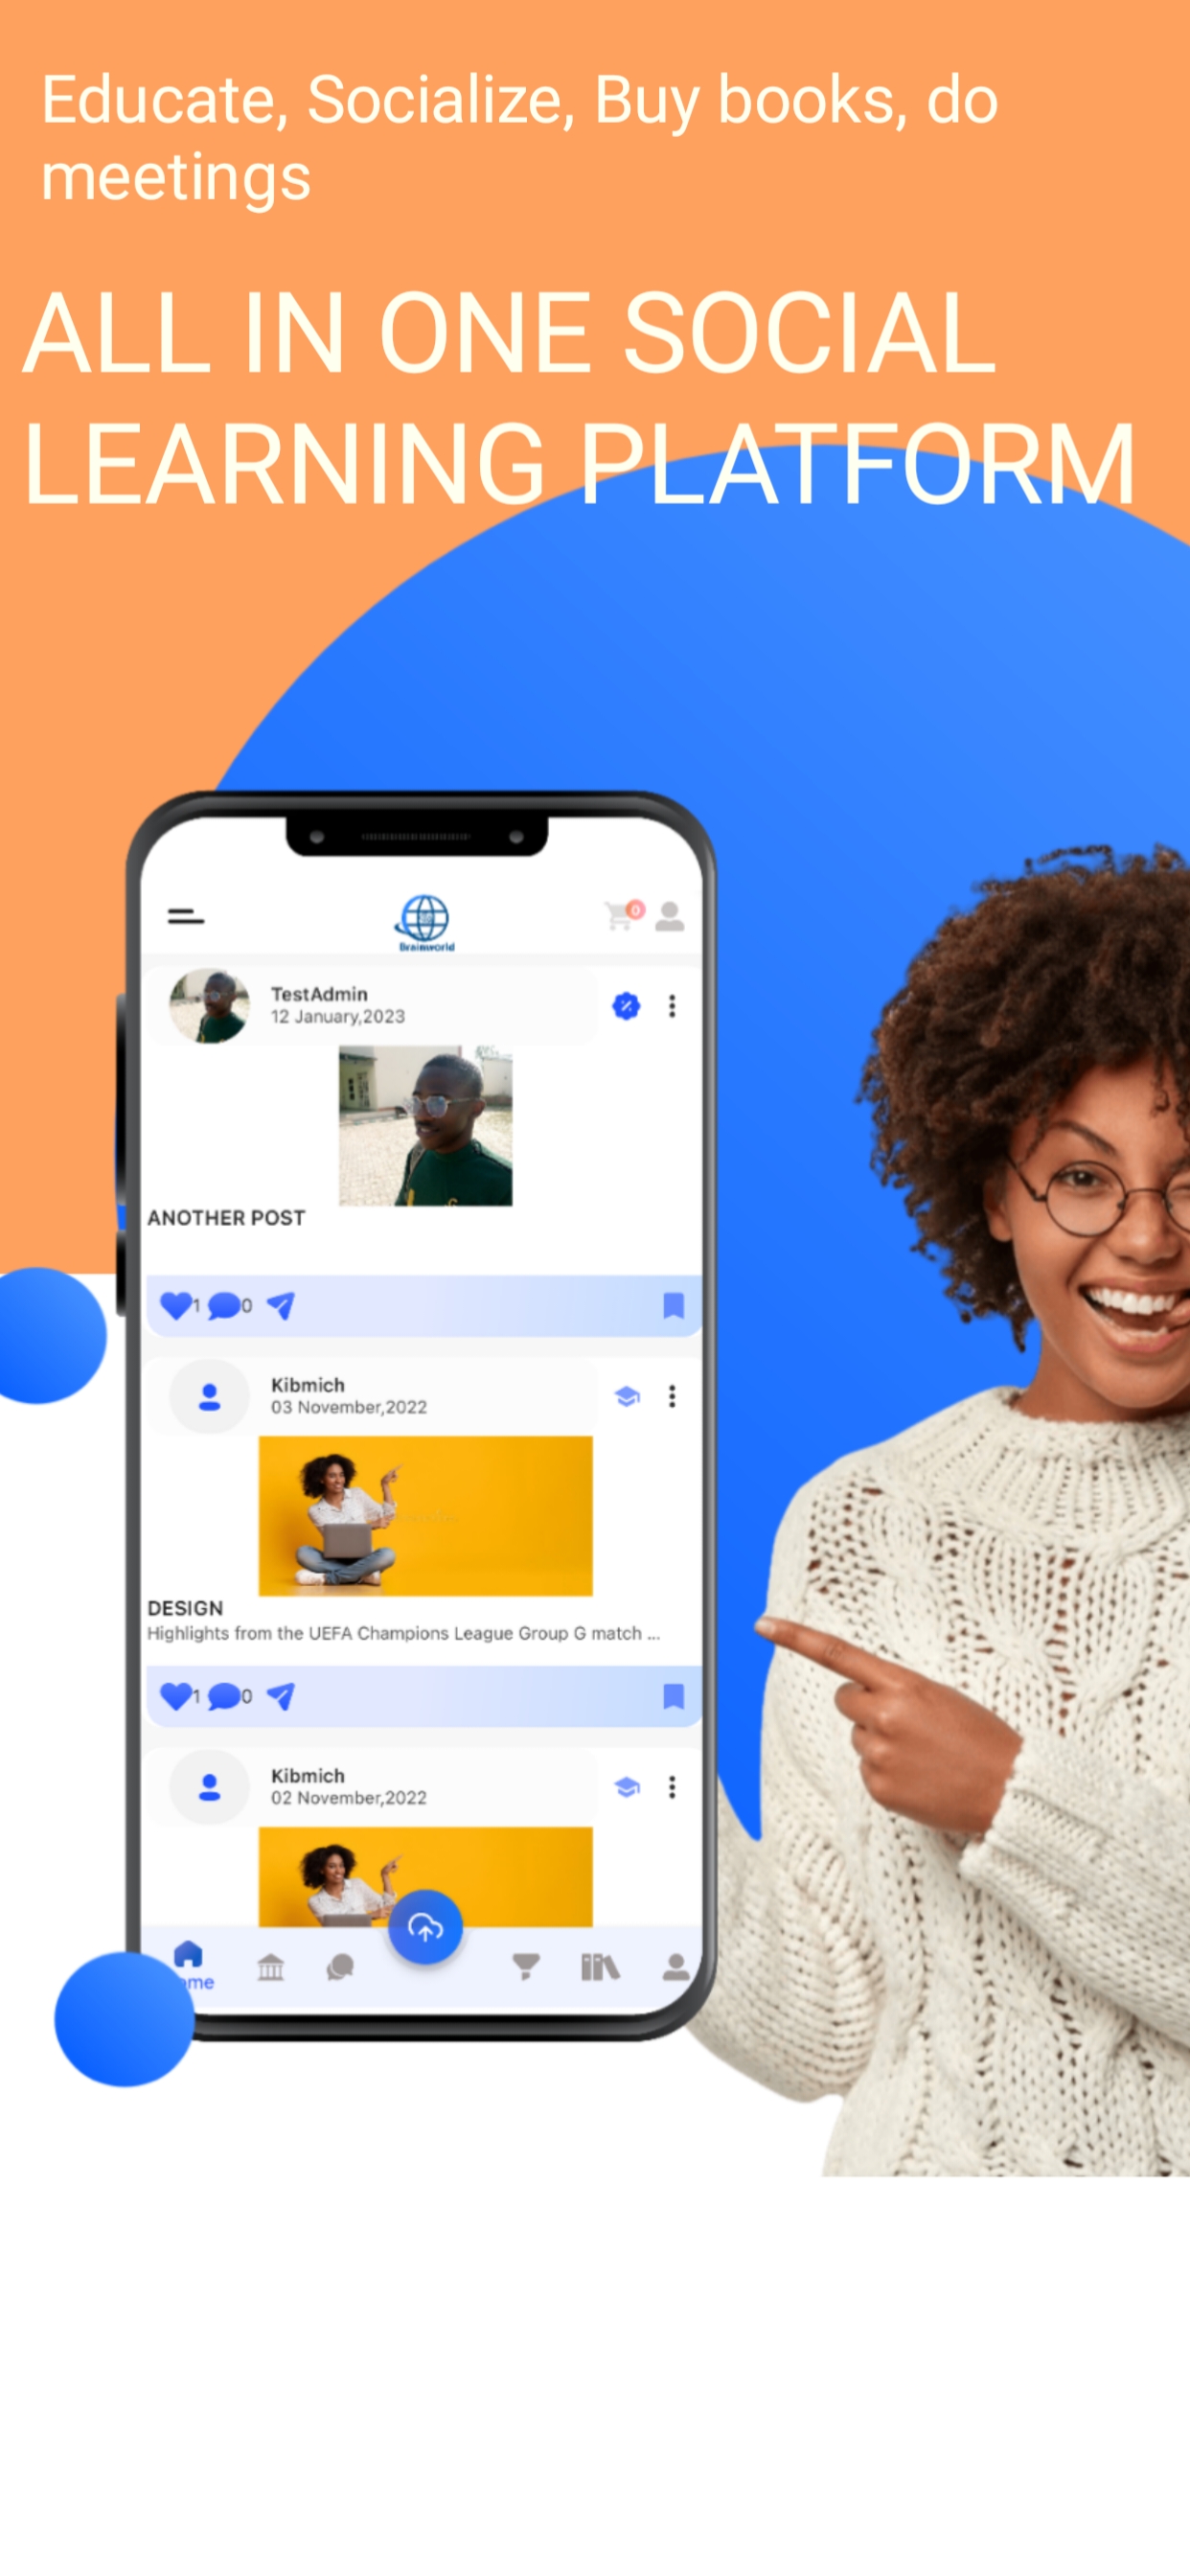 Educate, Socialize, Buy books, do
meetings
ALL IN ONE SOCIAL
LEARNING PLATFORM
0
Brainworld
TestAdmin
12 January,2023
ANOTHER POST
1 0
Kibmich
03 November,2022
DESIGN
Highlights from the UEFA Champions League Group G match ...
1 0
Kibmich
02 November,2022
ome